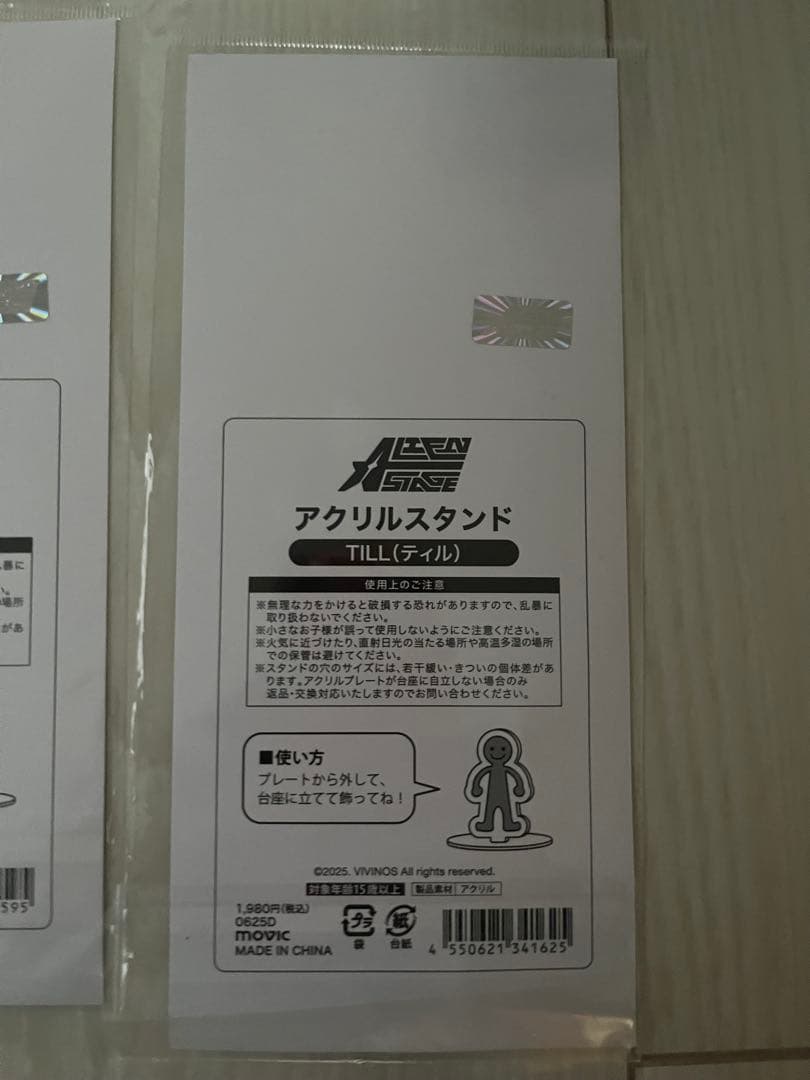 ALIEN
STAGE
アクリルスタンド
TILL(ティル)
使用上のご注意
※無理な力をかけると破損する恐れがありますので、乱暴に
取り扱わないでください。
※小さなお子様が誤って使用しないようにご注意ください。
※火気に近づけたり、直射日光の当たる場所や高温多湿の場所
での保管は避けてください。
※スタンドの穴のサイズには、若干緩い・きついの個体差があ
ります。アクリルプレートが台座に自立しない場合のみ
返品・交換対応いたしますのでお問い合わせください。
■使い方
プレートから外して、
台座に立てて飾ってね!
©2025. VIVINOS All rights reserved.
対象年齢15歳以上 製品素材 アクリル
1,980円(税込)
0625D
movic
MADE IN CHINA
プラ
袋
紙
台紙
4 550621 341625
乱暴に
場所
があ
595